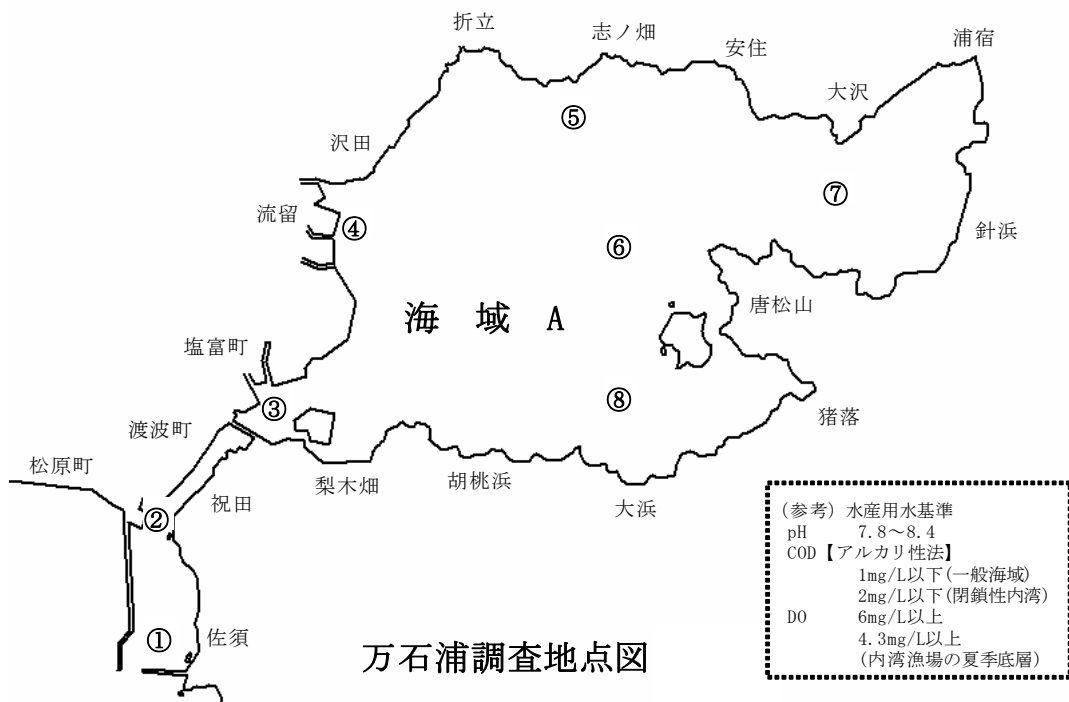 折立
志ノ畑
安住
浦宿
大沢
⑤
沢田
⑦
流留
④
⑥
針浜
唐松山
海 域 A
塩富町
③
⑧
猪落
渡波町
松原町
梨木畑
胡桃浜
大浜
祝田
②
①
佐須
万石浦調査地点図
(参考) 水産用水基準
pH 7.8～8.4
COD【アルカリ性法】
1mg/L以下(一般海域)
2mg/L以下(閉鎖性内湾)
DO 6mg/L以上
4.3mg/L以上
(内湾漁場の夏季底層)